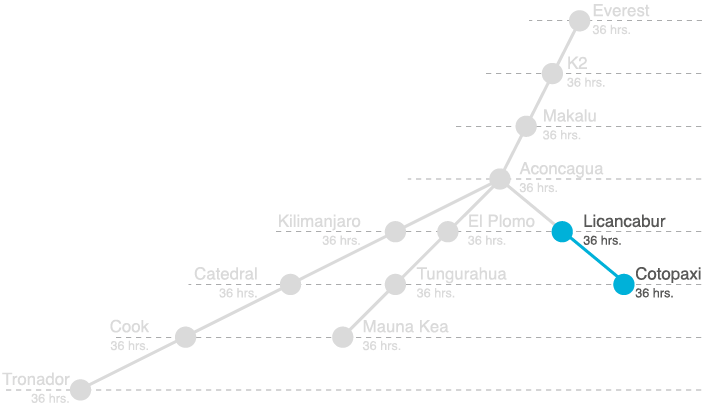 Everest
36 hrs.
K2
36 hrs.
Makalu
36 hrs.
Aconcagua
36 hrs.
Kilimanjaro
36 hrs.
El Plomo
36 hrs.
Licancabur
36 hrs.
Catedral
36 hrs.
Tungurahua
36 hrs.
Cotopaxi
36 hrs.
Cook
36 hrs.
Mauna Kea
36 hrs.
Tronador
36 hrs.